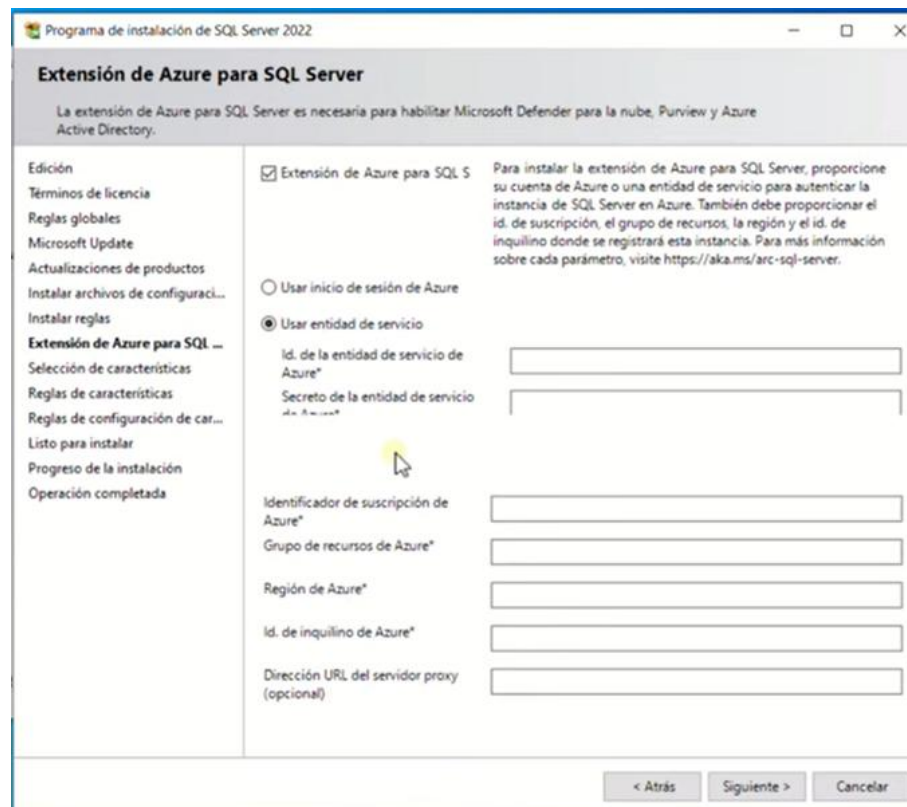 Programa de instalación de SQL Server 2022
Extensión de Azure para SQL Server
La extensión de Azure para SQL Server es necesaria para habilitar Microsoft Defender para la nube, Purview y Azure
Active Directory.
Edición
Términos de licencia
Reglas globales
Microsoft Update
Actualizaciones de productos
Instalar archivos de configuraci...
Instalar reglas
Extensión de Azure para SQL ...
Selección de características
Reglas de características
Reglas de configuración de car...
Listo para instalar
Progreso de la instalación
Operación completada
Extensión de Azure para SQL S
Para instalar la extensión de Azure para SQL Server, proporcione
su cuenta de Azure o una entidad de servicio para autenticar la
instancia de SQL Server en Azure. También debe proporcionar el
id. de suscripción, el grupo de recursos, la región y el id. de
inquilino donde se registrará esta instancia. Para más información
sobre cada parámetro, visite https://aka.ms/arc-sql-server.
Usar inicio de sesión de Azure
Usar entidad de servicio
Id. de la entidad de servicio de
Azure*
Secreto de la entidad de servicio
de Azure*
Identificador de suscripción de
Azure*
Grupo de recursos de Azure*
Región de Azure*
Id. de inquilino de Azure*
Dirección URL del servidor proxy
(opcional)
< Atrás
Siguiente >
Cancelar